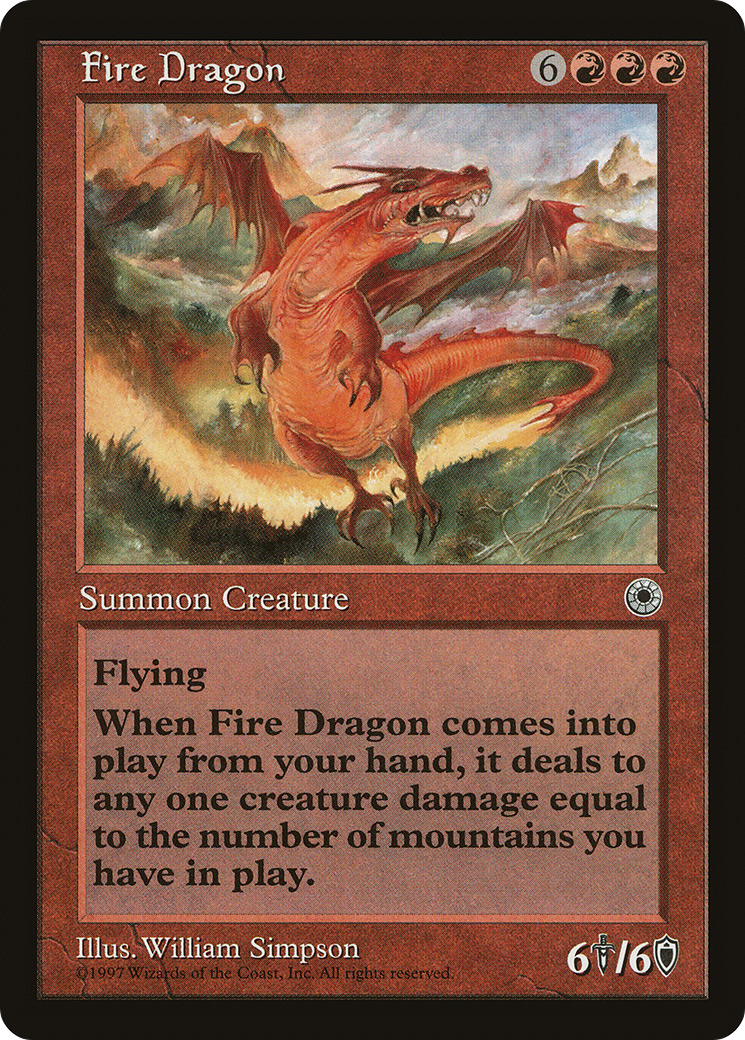 Fire Dragon
6
Summon Creature
Flying
When Fire Dragon comes into
play from your hand, it deals to
any one creature damage equal
to the number of mountains you
have in play.
Illus. William Simpson
©1997 Wizards of the Coast, Inc. All rights reserved.
6/6